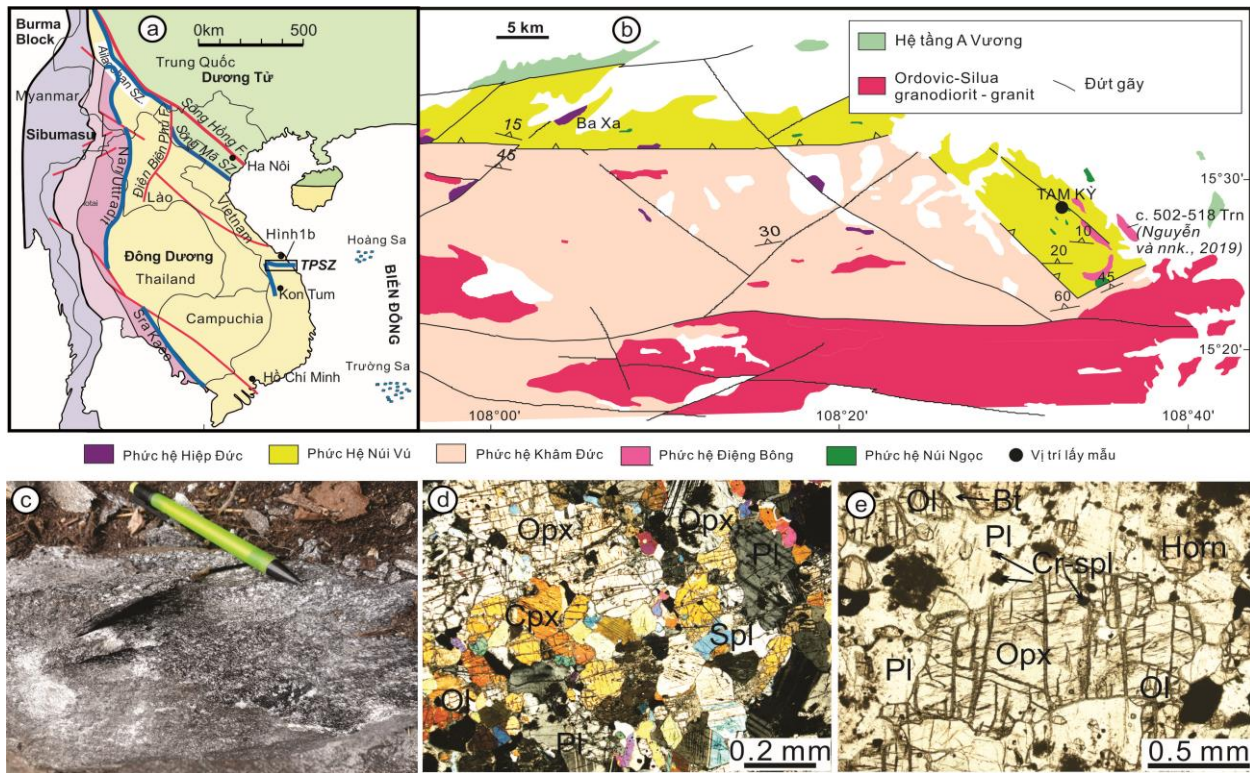 a
0km 500
Burma
Block
Trung Quốc
Dương Tử
Ailaoshan SZ
Myanmar
Sibumasu
Sông Hồng F.
Điện Biên Phủ F.
Sông Mã SZ
Ha Nôi
Nan Uttradit
Lào
Vietnam
Hình1b
Hoàng Sa
TPSZ
Đông Dương
Thailand
Kon Tum
BIỂN ĐÔNG
Campuchia
Sra Kaeo
Trường Sa
Hồ Chí Minh
5 km
b
Hệ tầng A Vương
Ordovic-Silua
granodiorit - granit
Đứt gãy
15
Ba Xa
45
15°30'
TAM KỲ
c. 502-518 Trn
(Nguyễn
và nnk., 2019)
30
10
20
45
60
15°20'
108°00'
108°20'
108°40'
Phức hệ Hiệp Đức
Phức Hệ Núi Vú
Phức hệ Khâm Đức
Phức hệ Điệng Bông
Phức hệ Núi Ngọc
Vị trí lấy mẫu
c
d
Opx
Opx
Pl
Cpx
Spl
Ol
Pl
0.2 mm
e
Ol
Bt
Pl
Horn
Cr-spl
Pl
Opx
Ol
0.5 mm